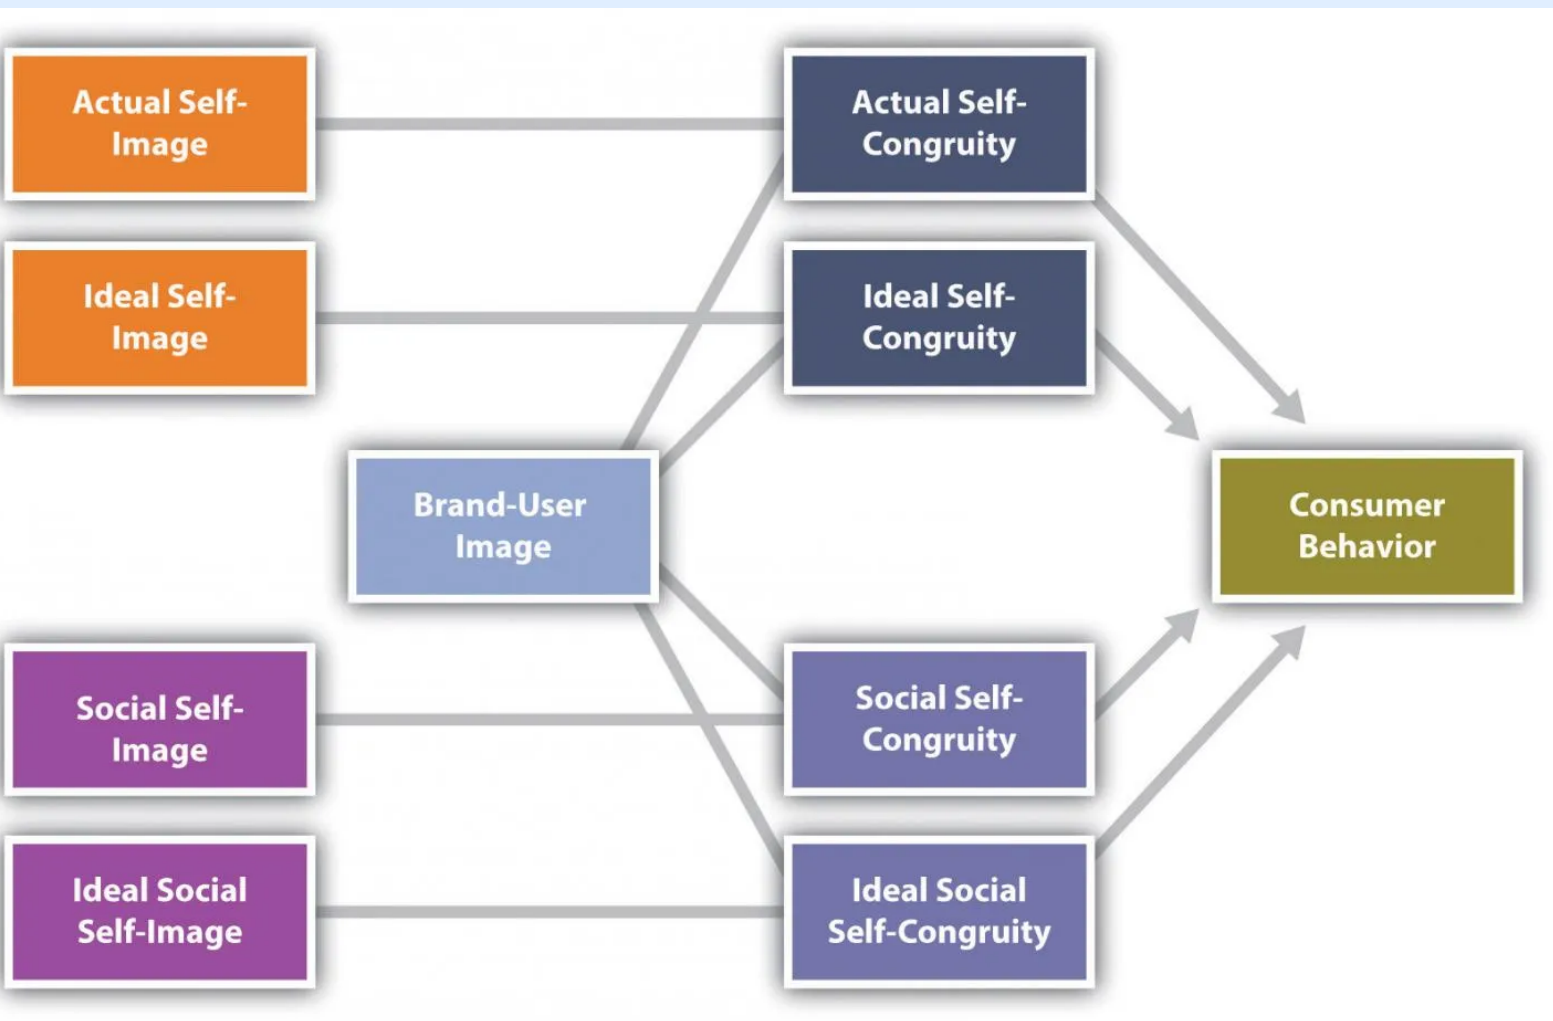 Actual Self-
Image
Actual Self-
Congruity
Ideal Self-
Image
Ideal Self-
Congruity
Brand-User
Image
Consumer
Behavior
Social Self-
Image
Social Self-
Congruity
Ideal Social
Self-Image
Ideal Social
Self-Congruity